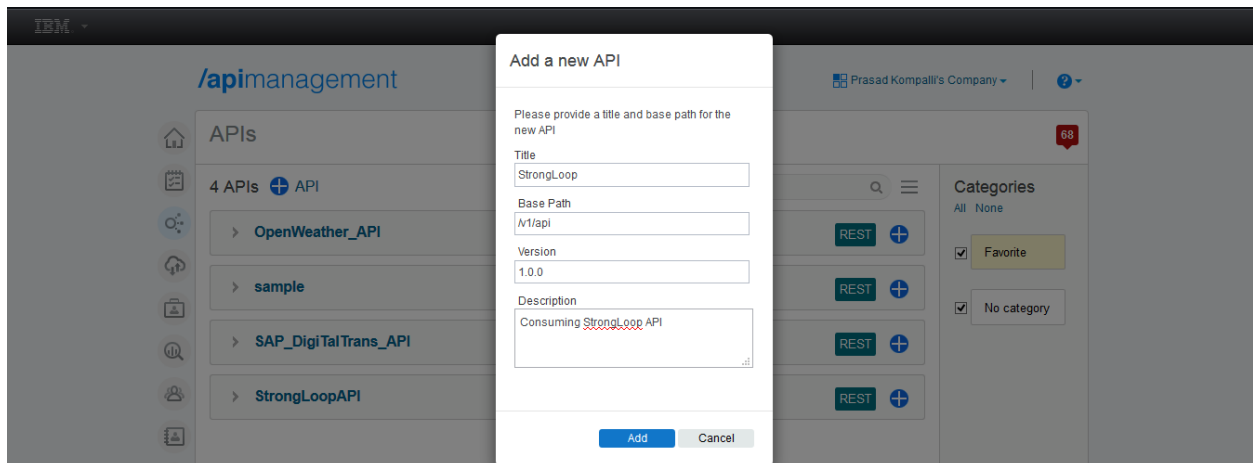 IBM
/apimanagement
Prasad Kompalli's Company
?
APIs
68
4 APIs + API
OpenWeather_API
REST
sample
REST
SAP_DigiTalTrans_API
REST
StrongLoopAPI
REST
Categories
All None
Favorite
No category
Add a new API
Please provide a title and base path for the
new API
Title
StrongLoop
Base Path
/v1/api
Version
1.0.0
Description
Consuming StrongLoop API
Add
Cancel